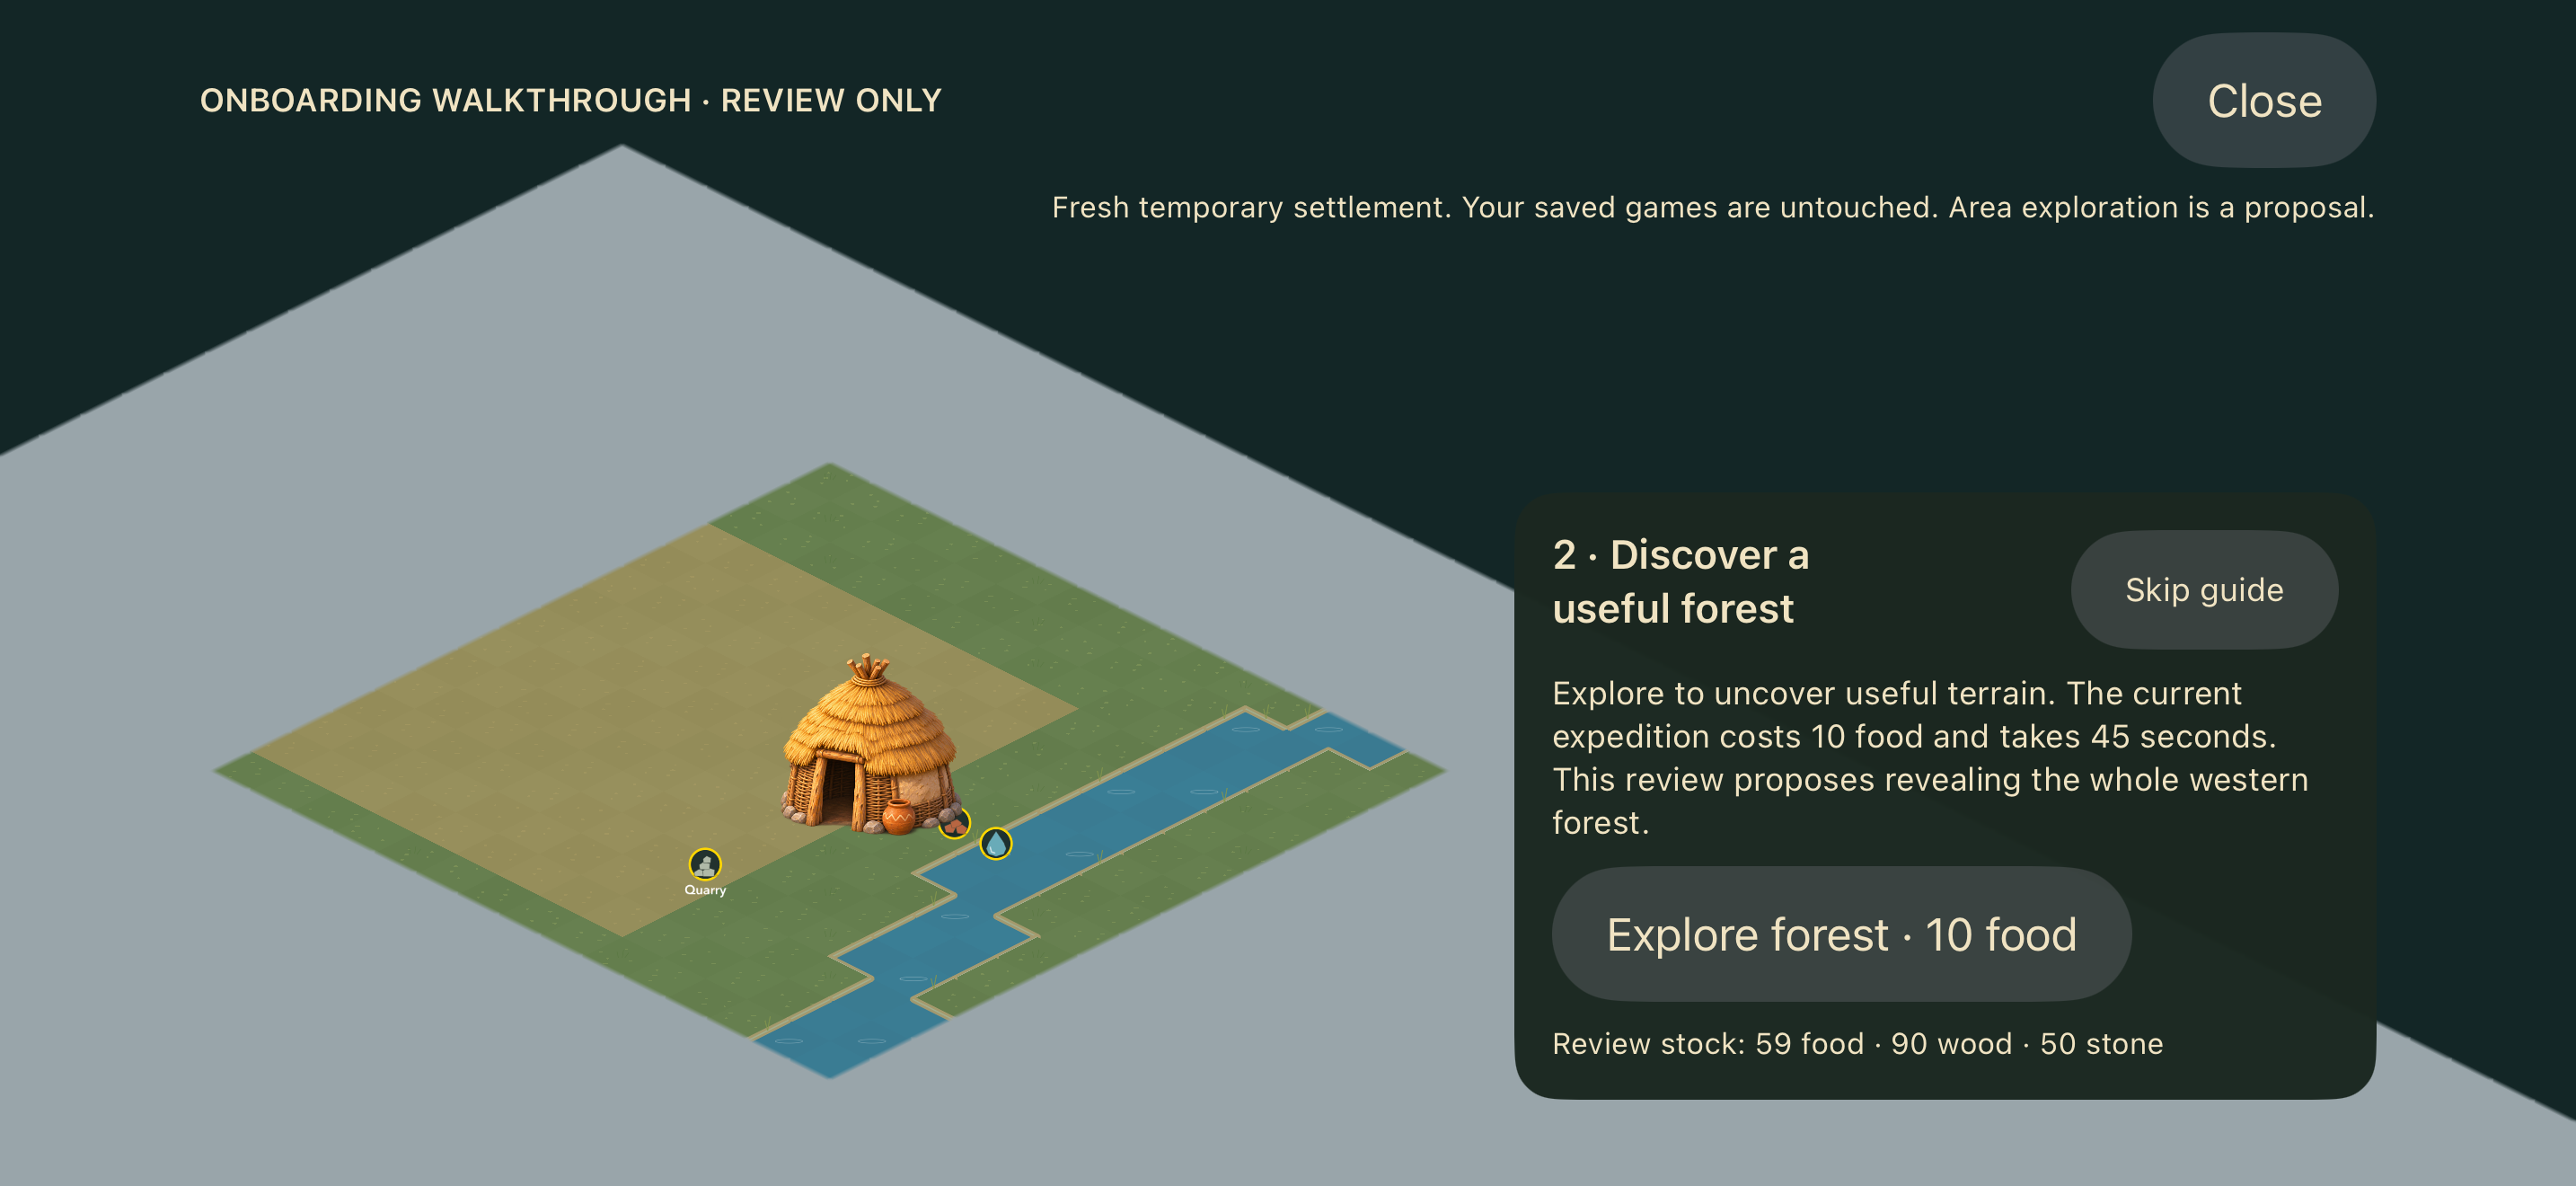 ONBOARDING WALKTHROUGH · REVIEW ONLY
Close
Fresh temporary settlement. Your saved games are untouched. Area exploration is a proposal.
2 · Discover a
useful forest
Skip guide
Explore to uncover useful terrain. The current
expedition costs 10 food and takes 45 seconds.
This review proposes revealing the whole western
forest.
Explore forest · 10 food
Review stock: 59 food · 90 wood · 50 stone
Quarry